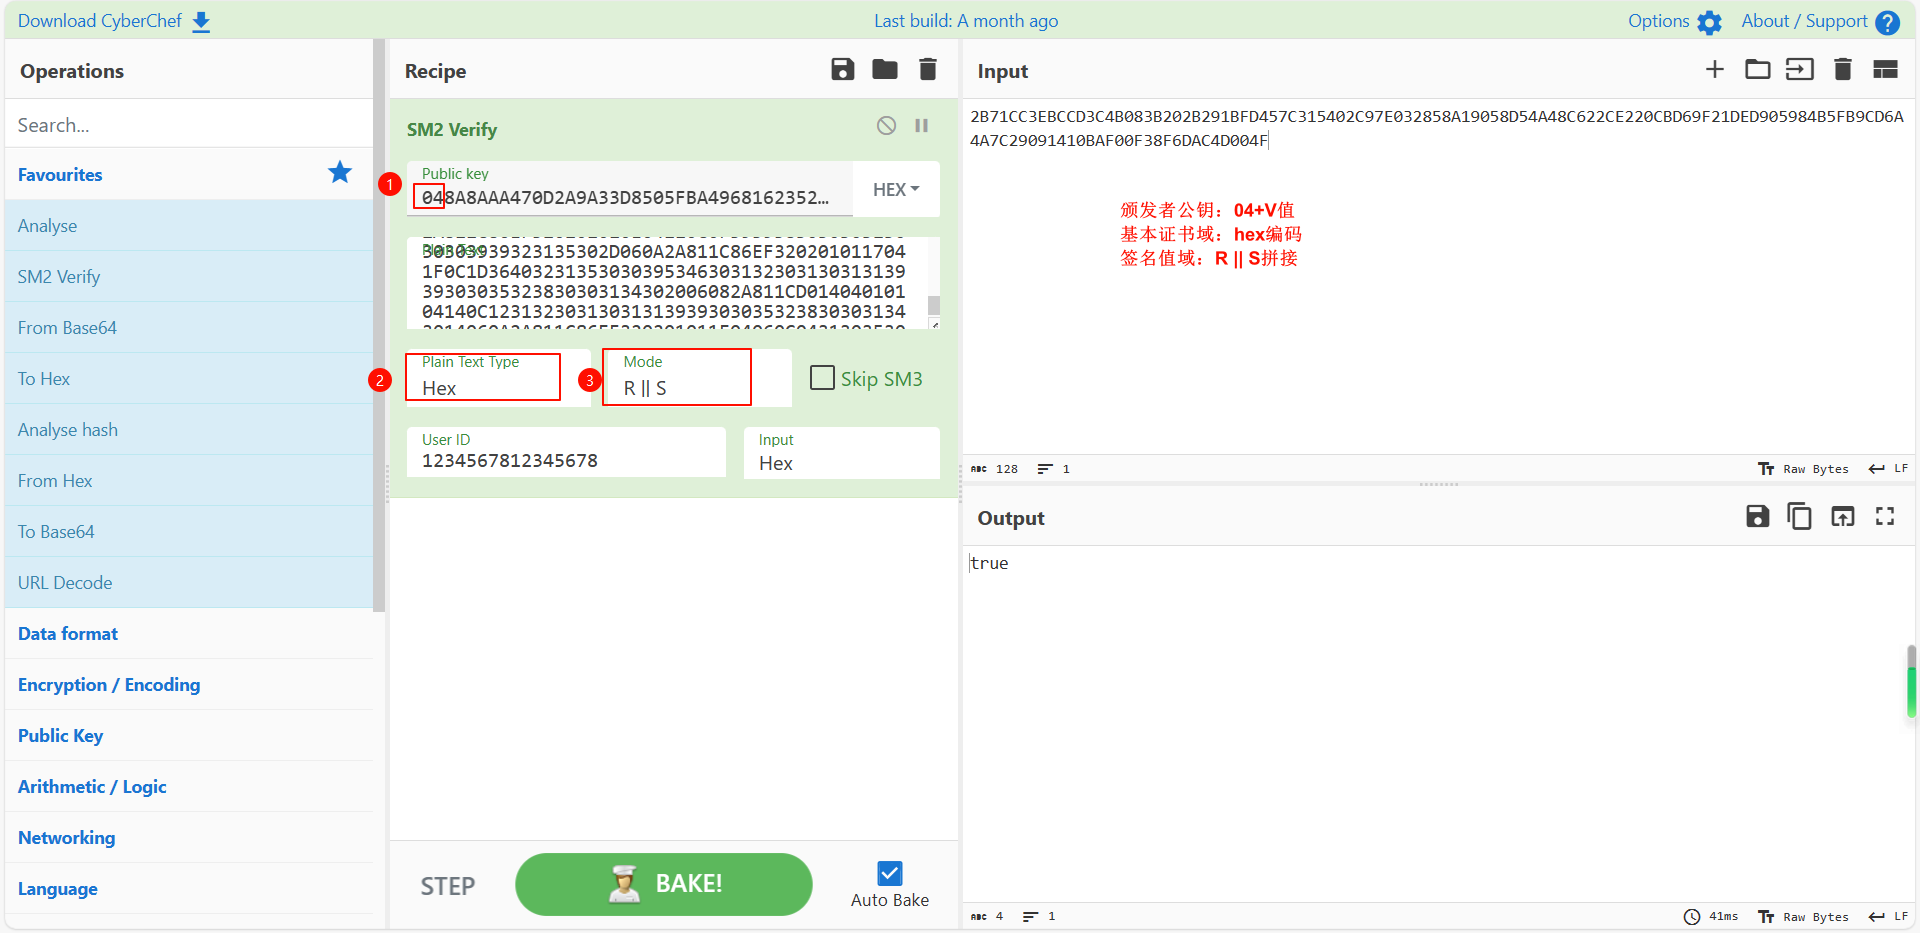 Download CyberChef
Last build: A month ago
Options
About / Support
Operations
Search...
Favourites
Analyse
SM2 Verify
From Base64
To Hex
Analyse hash
From Hex
To Base64
URL Decode
Data format
Encryption / Encoding
Public Key
Arithmetic / Logic
Networking
Language
Recipe
SM2 Verify
1
Public key
048A8AAA470D2A9A33D8505FBA4968162352...
HEX
30303939323135302D060A2A811C86EF320201011704
1F0C1D36403231353030395346303132303130313139
39303035323830303134302006082A811CD014040101
04140C12313230313031313939303035323830303134
2
Plain Text Type
Hex
3
Mode
R || S
Skip SM3
User ID
1234567812345678
Input
Hex
STEP
BAKE!
Auto Bake
Input
2B71CC3EBCCD3C4B083B202B291BFD457C315402C97E032858A19058D54A48C622CE220CBD69F21DED905984B5FB9CD6A
4A7C29091410BAF00F38F6DAC4D004F
颁发者公钥：04+V值
基本证书域：hex编码
签名值域：R || S拼接
ABC 128
1
Raw Bytes
LF
Output
true
ABC 4
1
41ms
Raw Bytes
LF